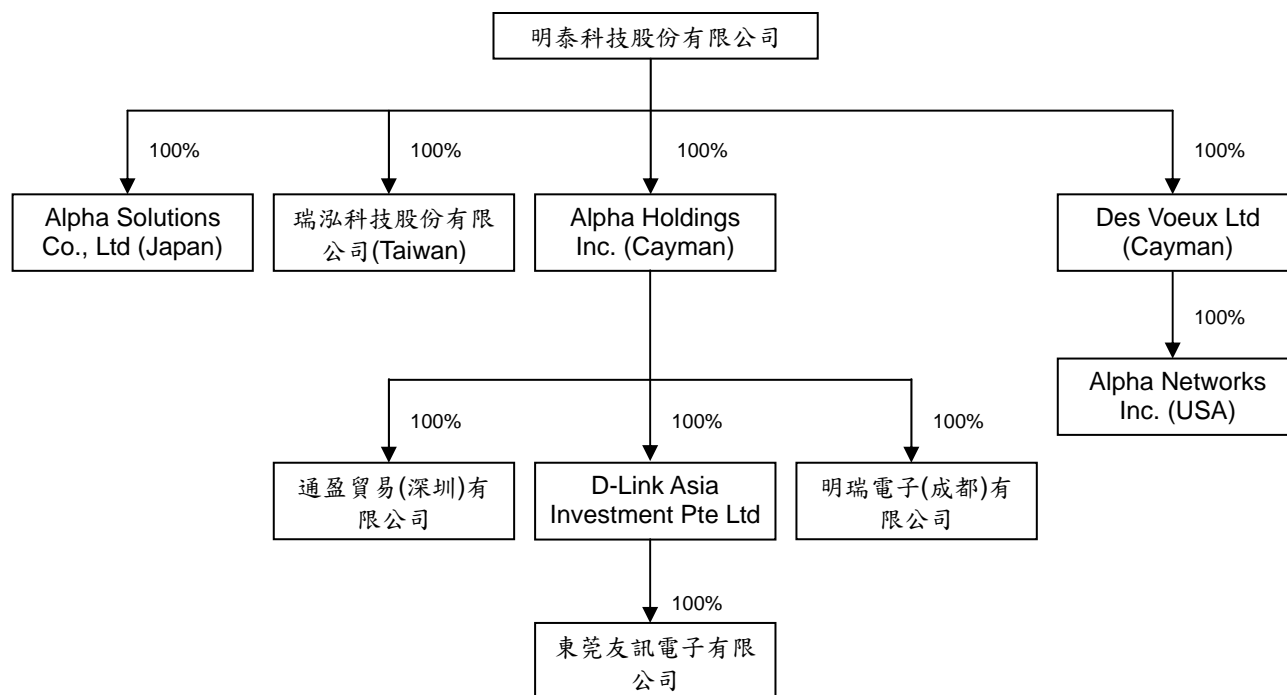 明泰科技股份有限公司
100%
100%
100%
100%
Alpha Solutions
Co., Ltd (Japan)
瑞泓科技股份有限
公司(Taiwan)
Alpha Holdings
Inc. (Cayman)
Des Voeux Ltd
(Cayman)
100%
Alpha Networks
Inc. (USA)
100%
100%
100%
通盈貿易(深圳)有
限公司
D-Link Asia
Investment Pte Ltd
明瑞電子(成都)有
限公司
100%
東莞友訊電子有限
公司